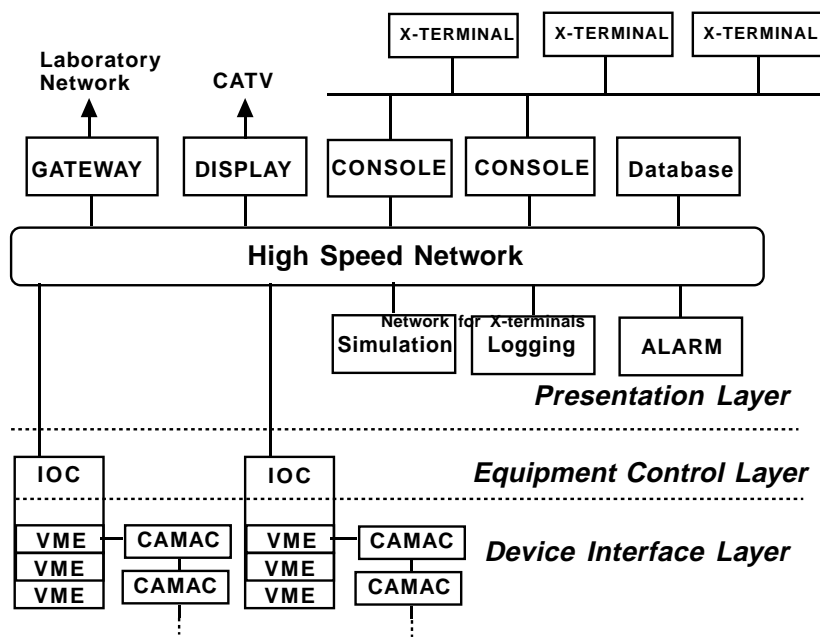 X-TERMINAL X-TERMINAL X-TERMINAL
Laboratory
Network
CATV
GATEWAY DISPLAY CONSOLE CONSOLE Database
High Speed Network
Network for X-terminals
Simulation Logging ALARM
Presentation Layer
IOC IOC Equipment Control Layer
VME CAMAC VME CAMAC Device Interface Layer
VME VME
VME CAMAC VME CAMAC